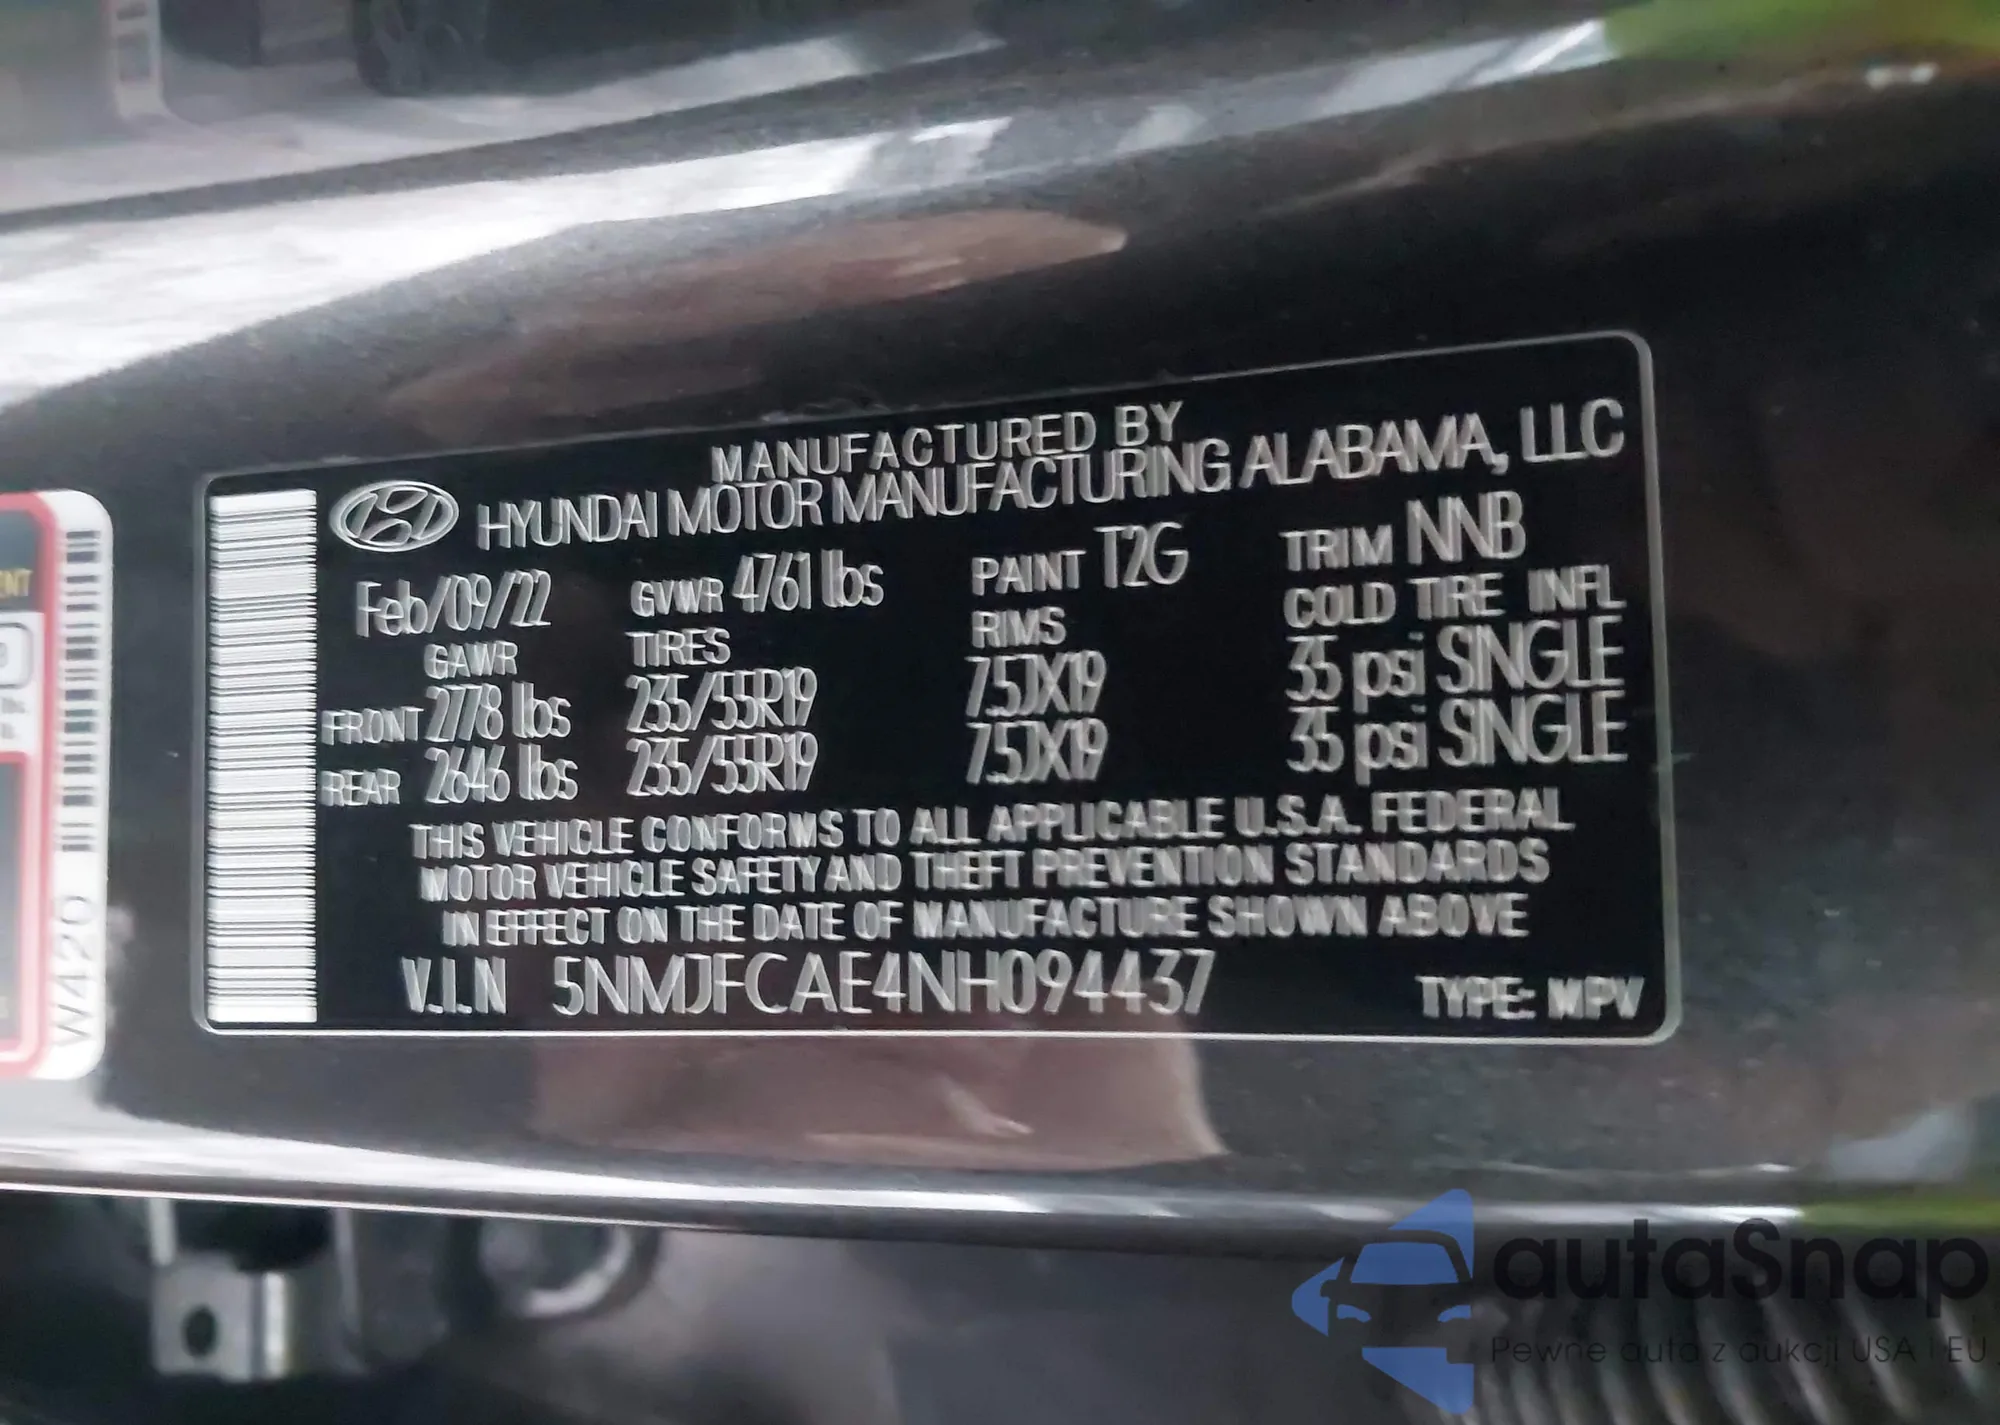 MANUFACTURED BY
HYUNDAI MOTOR MANUFACTURING ALABAMA, LLC
Feb/09/22 GVWR 4761 lbs PAINT T2G TRIM NNB
GAWR TIRES RIMS COLD TIRE INFL
FRONT 2778 lbs 235/55R19 7.5JX19 35 psi SINGLE
REAR 2646 lbs 235/55R19 7.5JX19 35 psi SINGLE
THIS VEHICLE CONFORMS TO ALL APPLICABLE U.S.A. FEDERAL
MOTOR VEHICLE SAFETY AND THEFT PREVENTION STANDARDS
IN EFFECT ON THE DATE OF MANUFACTURE SHOWN ABOVE
V.I.N 5NMJFCAE4NH094437 TYPE: MPV
W420
autaSnap
Pewne auta z aukcji USA i EU